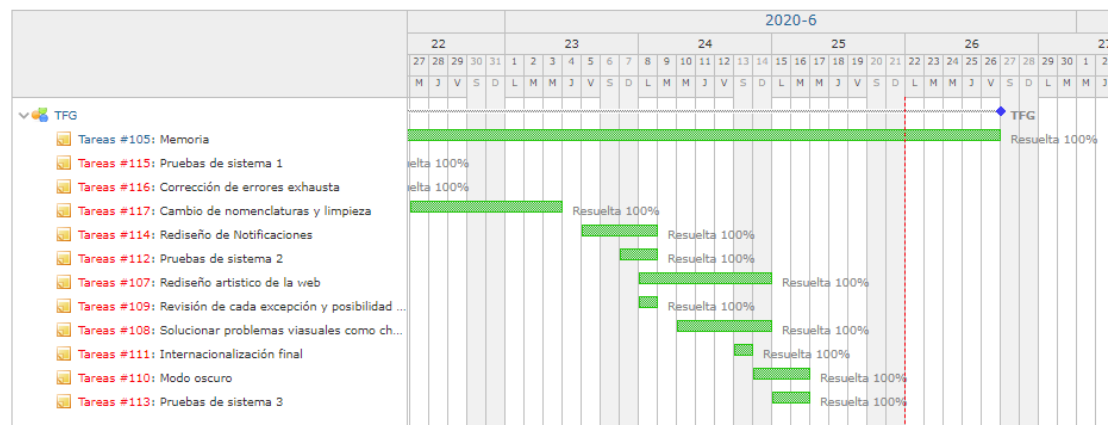 2020-6
22 23 24 25 26
27 28 29 30 31 1 2 3 4 5 6 7 8 9 10 11 12 13 14 15 16 17 18 19 20 21 22 23 24 25 26 27 28 29 30 1
M J V S D L M M J V S D L M M J V S D L M M J V S D L M M J V S D L M M J
TFG TFG
Tareas #105: Memoria Resuelta 100%
Tareas #115: Pruebas de sistema 1 uelta 100%
Tareas #116: Corrección de errores exhausta elta 100%
Tareas #117: Cambio de nomenclaturas y limpieza Resuelta 100%
Tareas #114: Rediseño de Notificaciones Resuelta 100%
Tareas #112: Pruebas de sistema 2 Resuelta 100%
Tareas #107: Rediseño artistico de la web Resuelta 100%
Tareas #109: Revisión de cada excepción y posibilidad ... Resuelta 100%
Tareas #108: Solucionar problemas viasuales como ch... Resuelta 100%
Tareas #111: Internacionalización final Resuelta 100%
Tareas #110: Modo oscuro Resuelta 100%
Tareas #113: Pruebas de sistema 3 Resuelta 100%